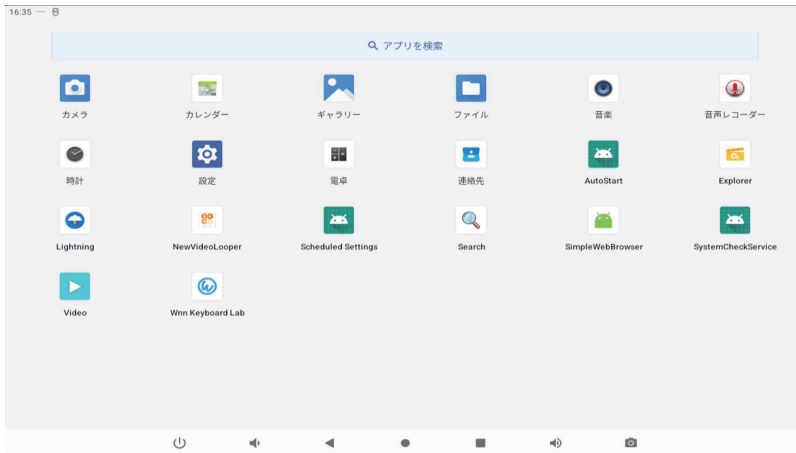 16:35
アプリを検索
カメラ
カレンダー
ギャラリー
ファイル
音楽
音声レコーダー
時計
設定
電卓
連絡先
AutoStart
Explorer
Lightning
NewVideoLooper
Scheduled Settings
Search
SimpleWebBrowser
SystemCheckService
Video
Wnn Keyboard Lab